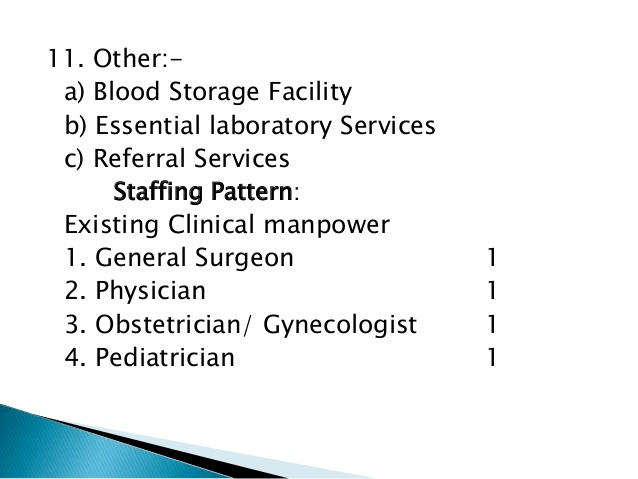 11. Other:-
a) Blood Storage Facility
b) Essential laboratory Services
c) Referral Services
Staffing Pattern:
Existing Clinical manpower
1. General Surgeon 1
2. Physician 1
3. Obstetrician/ Gynecologist 1
4. Pediatrician 1